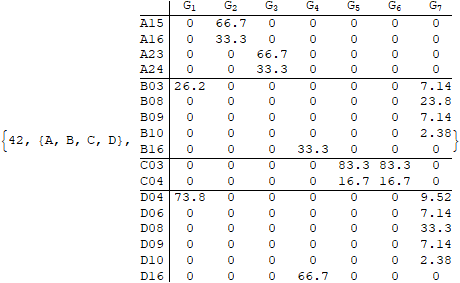 G₁ G₂ G₃ G₄ G₅ G₆ G₇
A15 0 66.7 0 0 0 0 0
A16 0 33.3 0 0 0 0 0
A23 0 0 66.7 0 0 0 0
A24 0 0 33.3 0 0 0 0
B03 26.2 0 0 0 0 0 7.14
B08 0 0 0 0 0 0 23.8
B09 0 0 0 0 0 0 7.14
{42, {A, B, C, D}, B10 0 0 0 0 0 0 2.38 }
B16 0 0 0 33.3 0 0 0
C03 0 0 0 0 83.3 83.3 0
C04 0 0 0 0 16.7 16.7 0
D04 73.8 0 0 0 0 0 9.52
D06 0 0 0 0 0 0 7.14
D08 0 0 0 0 0 0 33.3
D09 0 0 0 0 0 0 7.14
D10 0 0 0 0 0 0 2.38
D16 0 0 0 66.7 0 0 0